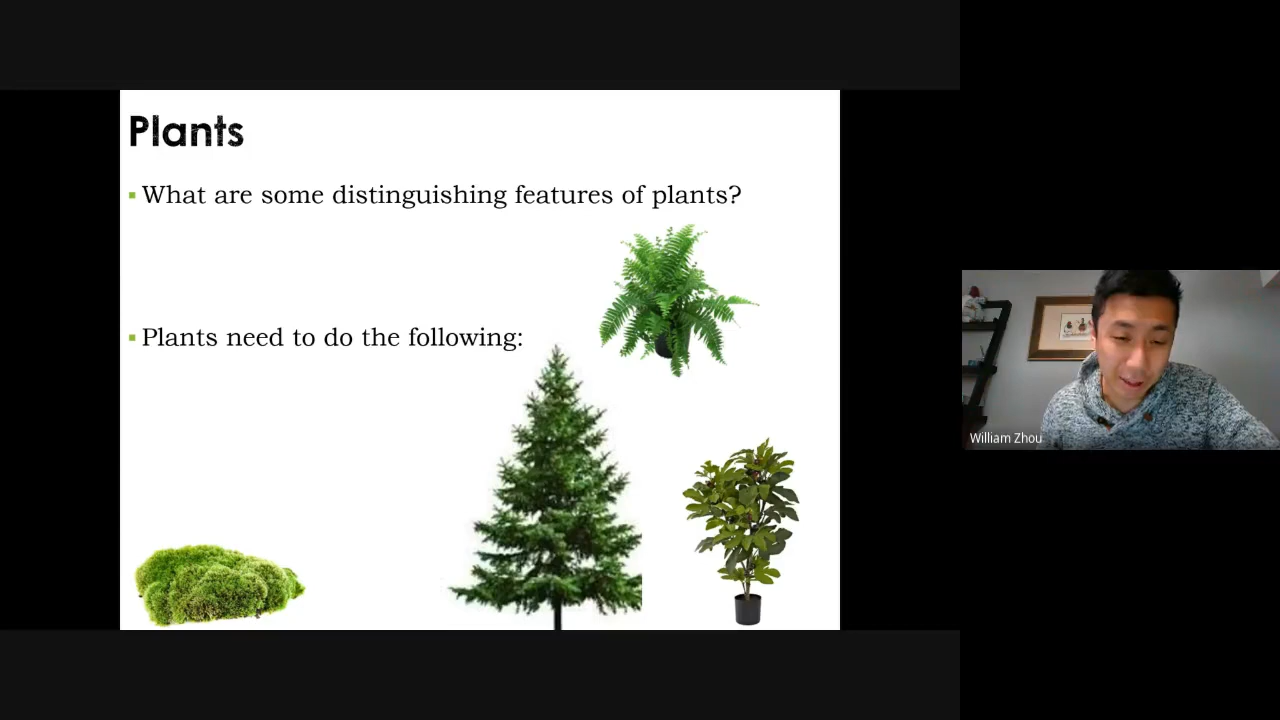 Plants
▪ What are some distinguishing features of plants?
▪ Plants need to do the following:
William Zhou